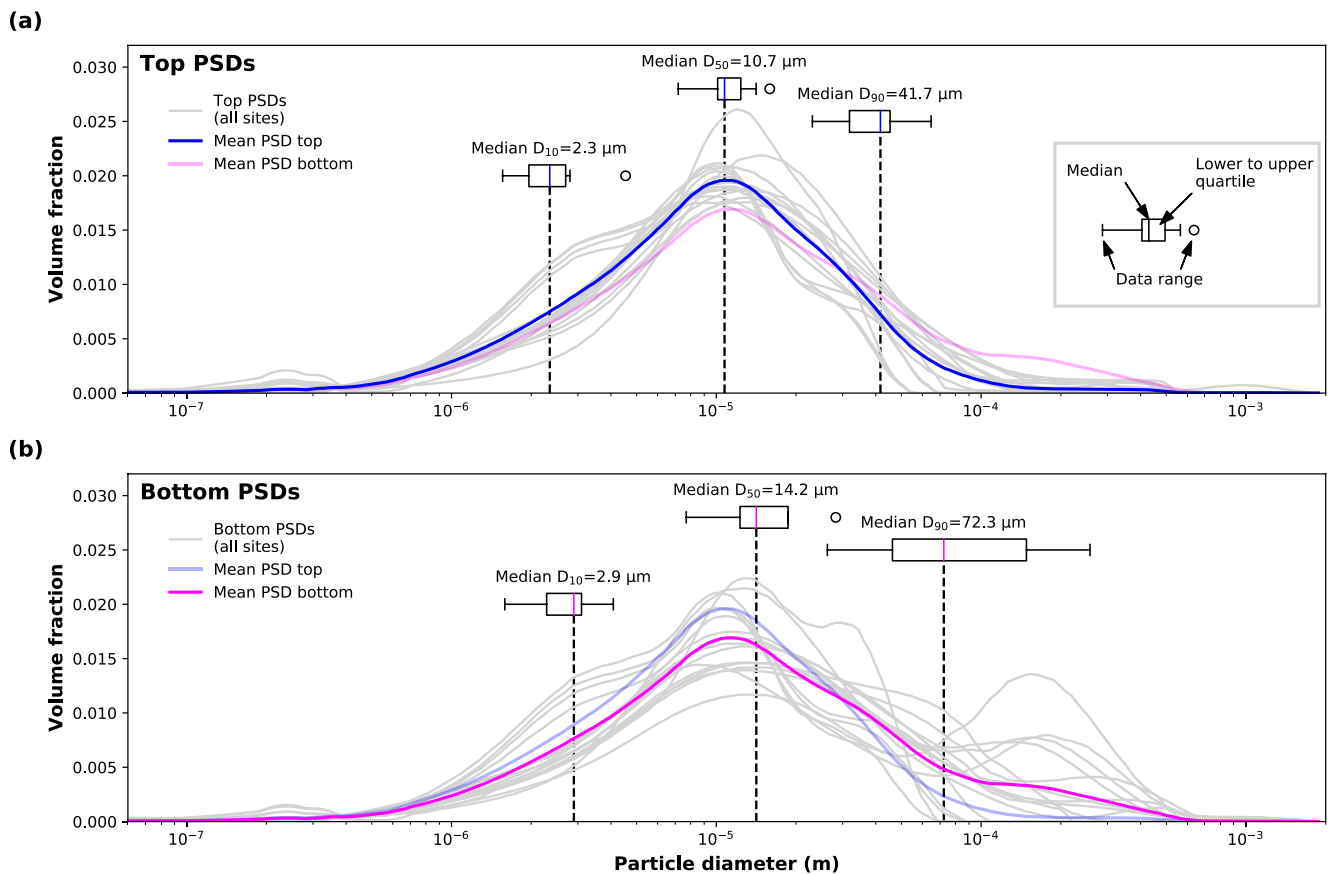 (a)
Top PSDs
Top PSDs
(all sites)
Mean PSD top
Mean PSD bottom
Median D₁₀=2.3 μm
Median D₅₀=10.7 μm
Median D₉₀=41.7 μm
Median
Lower to upper
quartile
Data range
Volume fraction
0.030
0.025
0.020
0.015
0.010
0.005
0.000
10⁻⁷
10⁻⁶
10⁻⁵
10⁻⁴
10⁻³
(b)
Bottom PSDs
Bottom PSDs
(all sites)
Mean PSD top
Mean PSD bottom
Median D₁₀=2.9 μm
Median D₅₀=14.2 μm
Median D₉₀=72.3 μm
Volume fraction
0.030
0.025
0.020
0.015
0.010
0.005
0.000
10⁻⁷
10⁻⁶
10⁻⁵
10⁻⁴
10⁻³
Particle diameter (m)